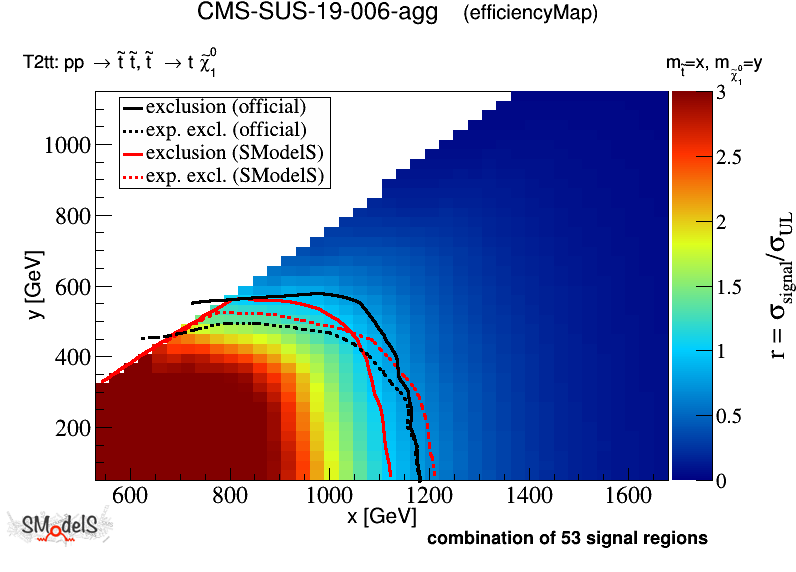 CMS-SUS-19-006-agg (efficiencyMap)
T2tt: pp → t̃ t̃, t̃ → t χ̃₁⁰
m_t̃=x, m_χ̃₁⁰=y
exclusion (official)
exp. excl. (official)
exclusion (SModelS)
exp. excl. (SModelS)
1000
800
600
400
200
y [GeV]
600 800 1000 1200 1400 1600
x [GeV]
3
2.5
2
1.5
1
0.5
0
r = σ_signal/σ_UL
SModelS
combination of 53 signal regions